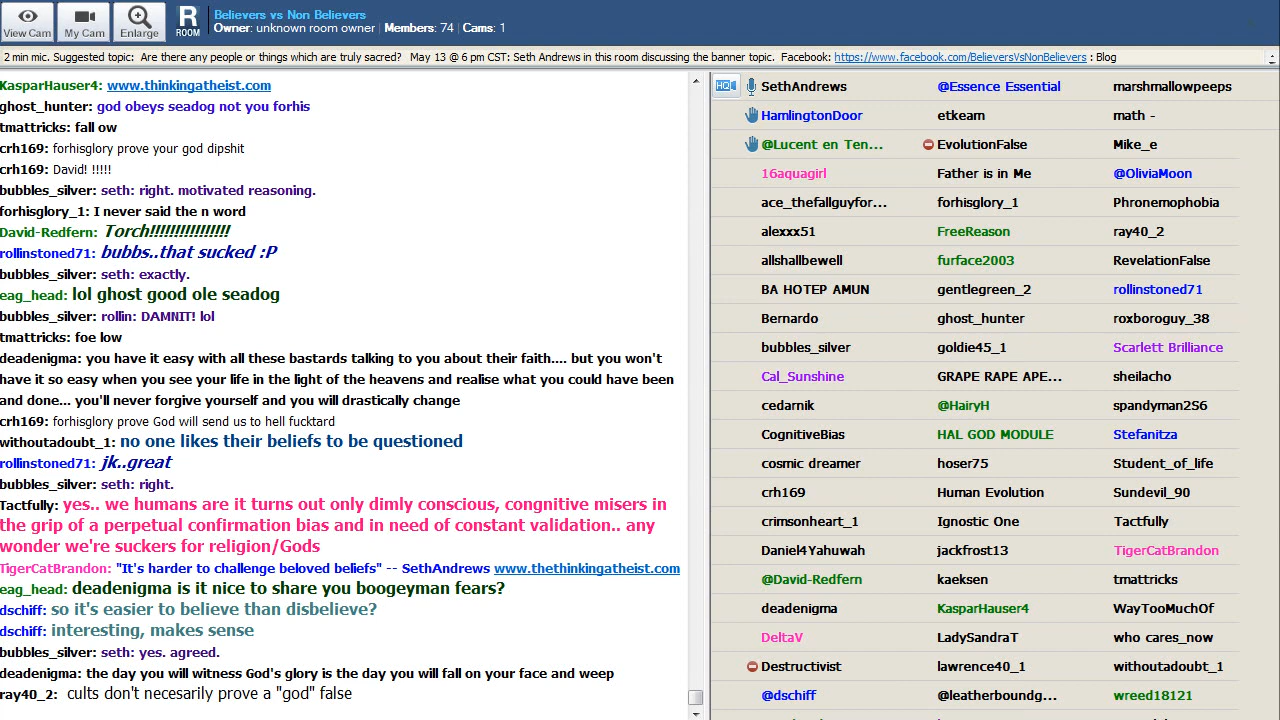 View Cam
My Cam
Enlarge
R
ROOM
Believers vs Non Believers
Owner: unknown room owner | Members: 74 | Cams: 1
2 min mic. Suggested topic: Are there any people or things which are truly sacred? May 13 @ 6 pm CST: Seth Andrews in this room discussing the banner topic. Facebook: https://www.facebook.com/BelieversVsNonBelievers : Blog
KasparHauser4: www.thinkingatheist.com
ghost_hunter: god obeys seadog not you forhis
tmattricks: fall ow
crh169: forhisglory prove your god dipshit
crh169: David! !!!!!
bubbles_silver: seth: right. motivated reasoning.
forhisglory_1: I never said the n word
David-Redfern: Torch!!!!!!!!!!!!!!!!
rollinstoned71: bubbs..that sucked :P
bubbles_silver: seth: exactly.
eag_head: lol ghost good ole seadog
bubbles_silver: rollin: DAMNIT! lol
tmattricks: foe low
deadenigma: you have it easy with all these bastards talking to you about their faith.... but you won't
have it so easy when you see your life in the light of the heavens and realise what you could have been
and done... you'll never forgive yourself and you will drastically change
crh169: forhisglory prove God will send us to hell fucktard
withoutadoubt_1: no one likes their beliefs to be questioned
rollinstoned71: jk..great
bubbles_silver: seth: right.
Tactfully: yes.. we humans are it turns out only dimly conscious, congnitive misers in
the grip of a perpetual confirmation bias and in need of constant validation.. any
wonder we're suckers for religion/Gods
TigerCatBrandon: "It's harder to challenge beloved beliefs" -- SethAndrews www.thethinkingatheist.com
eag_head: deadenigma is it nice to share you boogeyman fears?
dschiff: so it's easier to believe than disbelieve?
dschiff: interesting, makes sense
bubbles_silver: seth: yes. agreed.
deadenigma: the day you will witness God's glory is the day you will fall on your face and weep
ray40_2: cults don't necesarily prove a "god" false
HQ
SethAndrews @Essence Essential marshmallowpeeps
HamlingtonDoor etkeam math -
@Lucent en Ten... EvolutionFalse Mike_e
16aquagirl Father is in Me @OliviaMoon
ace_thefallguyfor... forhisglory_1 Phronemophobia
alexxx51 FreeReason ray40_2
allshallbewell furface2003 RevelationFalse
BA HOTEP AMUN gentlegreen_2 rollinstoned71
Bernardo ghost_hunter roxboroguy_38
bubbles_silver goldie45_1 Scarlett Brilliance
Cal_Sunshine GRAPE RAPE APE... sheilacho
cedarnik @HairyH spandyman2S6
CognitiveBias HAL GOD MODULE Stefanitza
cosmic dreamer hoser75 Student_of_life
crh169 Human Evolution Sundevil_90
crimsonheart_1 Ignostic One Tactfully
Daniel4Yahuwah jackfrost13 TigerCatBrandon
@David-Redfern kaeksen tmattricks
deadenigma KasparHauser4 WayTooMuchOf
DeltaV LadySandraT who cares_now
Destructivist lawrence40_1 withoutadoubt_1
@dschiff @leatherboundg... wreed18121